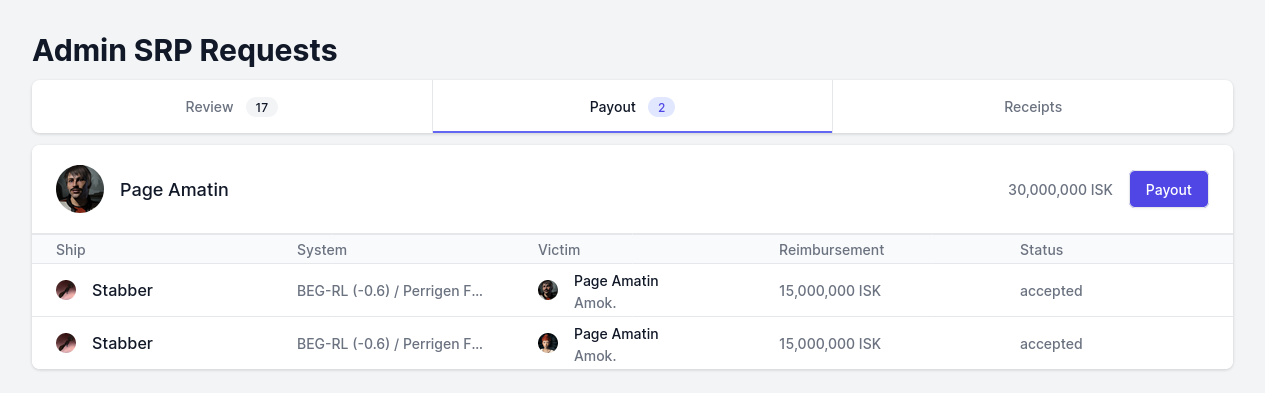 Admin SRP Requests
Review 17 Payout 2 Receipts
Page Amatin 30,000,000 ISK Payout
Ship System Victim Reimbursement Status
Stabber BEG-RL (-0.6) / Perrigen F... Page Amatin 15,000,000 ISK accepted
Amok.
Stabber BEG-RL (-0.6) / Perrigen F... Page Amatin 15,000,000 ISK accepted
Amok.